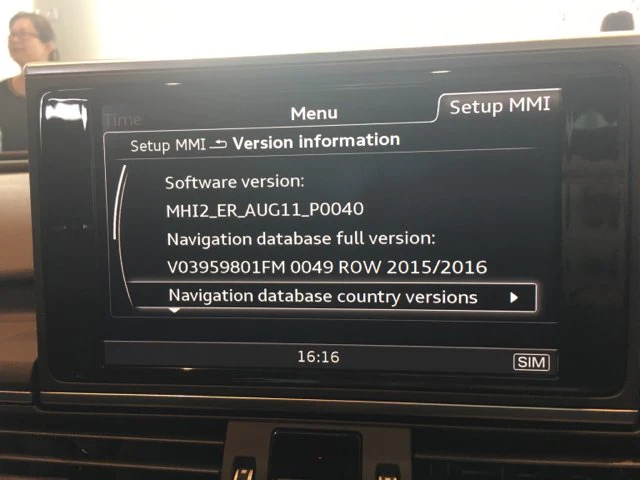 Time
Menu
Setup MMI
Setup MMI Version information
Software version:
MHI2_ER_AUG11_P0040
Navigation database full version:
V03959801FM 0049 ROW 2015/2016
Navigation database country versions
16:16
SIM